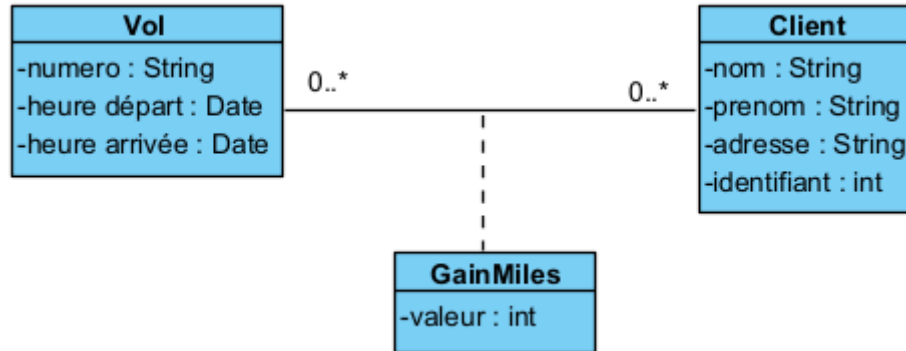 Vol
-numero : String
-heure départ : Date
-heure arrivée : Date
0..*
0..*
Client
-nom : String
-prenom : String
-adresse : String
-identifiant : int
GainMiles
-valeur : int